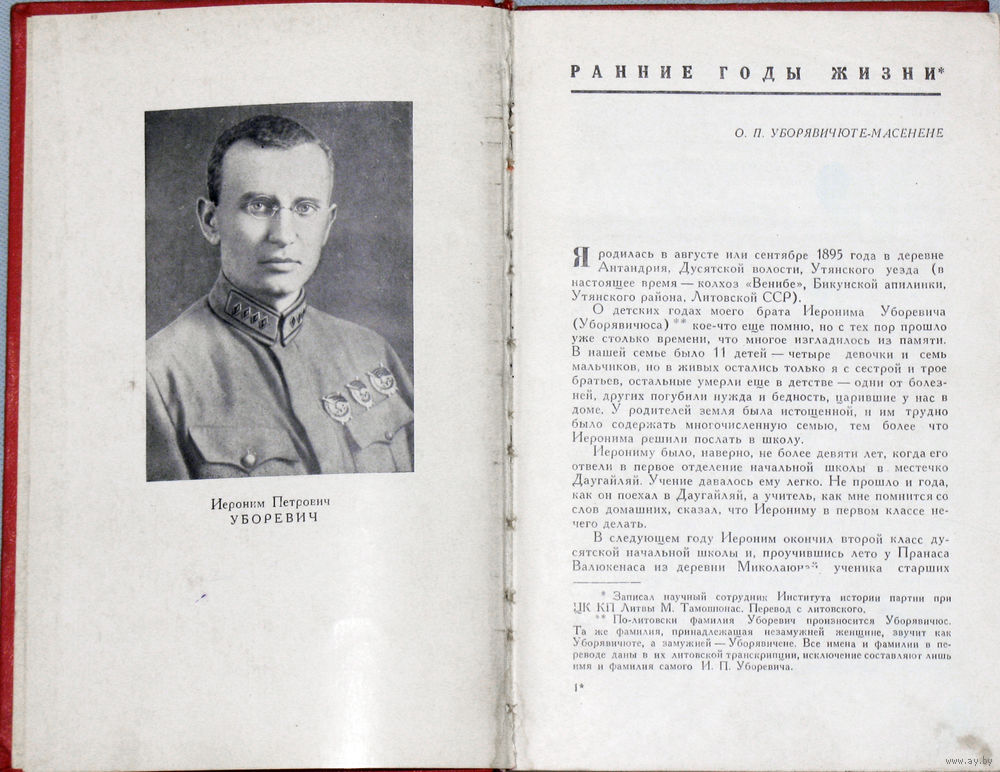 Иероним Петрович
УБОРЕВИЧ
РАННИЕ ГОДЫ ЖИЗНИ*
О. П. УБОРЯВИЧЮТЕ-МАСЕНЕНЕ
Я родилась в августе или сентябре 1895 года в деревне
Антандрия, Дусятской волости, Утянского уезда (в
настоящее время — колхоз «Венибе», Бикунской апилинки,
Утянского района, Литовской ССР).
О детских годах моего брата Иеронима Уборевича
(Уборявичюса) ** кое-что еще помню, но с тех пор прошло
уже столько времени, что многое изгладилось из памяти.
В нашей семье было 11 детей — четыре девочки и семь
мальчиков, но в живых остались только я с сестрой и трое
братьев, остальные умерли еще в детстве — одни от болез-
ней, других погубили нужда и бедность, царившие у нас в
доме. У родителей земля была истощенной, и им трудно
было содержать многочисленную семью, тем более что
Иеронима решили послать в школу.
Иерониму было, наверно, не более девяти лет, когда его
отвели в первое отделение начальной школы в местечко
Даугайляй. Учение давалось ему легко. Не прошло и года,
как он поехал в Даугайляй, а учитель, как мне помнится со
слов домашних, сказал, что Иерониму в первом классе не-
чего делать.
В следующем году Иероним окончил второй класс ду-
сятской начальной школы и, проучившись лето у Пранаса
Валюкенаса из деревни ученика старших
* Записал научный сотрудник Института истории партии при
ЦК КП Литвы М. Тамошюнас. Перевод с литовского.
** По-литовски фамилия Уборевич произносится Уборявичюс.
Та же фамилия, принадлежащая незамужней женщине, звучит как
Уборявичюте, а замужней — Уборявичене. Все имена и фамилии в пе-
реводе даны в их литовской транскрипции, исключение составляют лишь
имя и фамилия самого И. П. Уборевича.
1*
www.ay.by